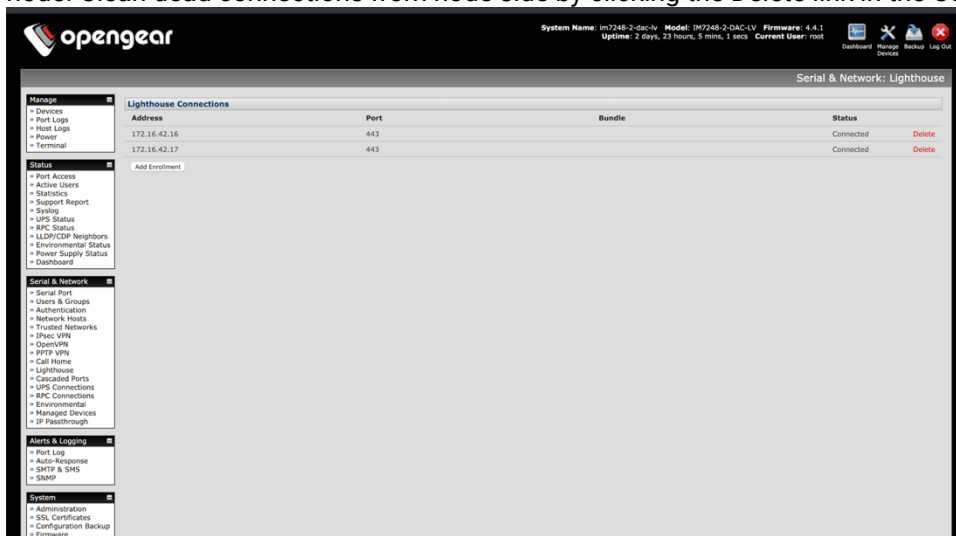 node. Clean dead connections from node side by clicking the Delete link in the
opengear
System Name: im7248-2-dac-lv Model: IM7248-2-DAC-LV Firmware: 4.4.1
Uptime: 2 days, 23 hours, 5 mins, 1 secs Current User: root
Dashboard Manage Devices Backup Log Out
Serial & Network: Lighthouse
Manage
Devices
Port Logs
Host Logs
Power
Terminal
Status
Port Access
Active Users
Statistics
Support Report
Syslog
UPS Status
RPC Status
LLDP/CDP Neighbors
Environmental Status
Power Supply Status
Dashboard
Serial & Network
Serial Port
Users & Groups
Authentication
Network Hosts
Trusted Networks
IPsec VPN
OpenVPN
PPTP VPN
Call Home
Lighthouse
Cascaded Ports
UPS Connections
RPC Connections
Environmental
Managed Devices
IP Passthrough
Alerts & Logging
Port Log
Auto-Response
SMTP & SMS
SNMP
System
Administration
SSL Certificates
Configuration Backup
Firmware
Lighthouse Connections
Address Port Bundle Status
172.16.42.16 443 Connected Delete
172.16.42.17 443 Connected Delete
Add Enrollment